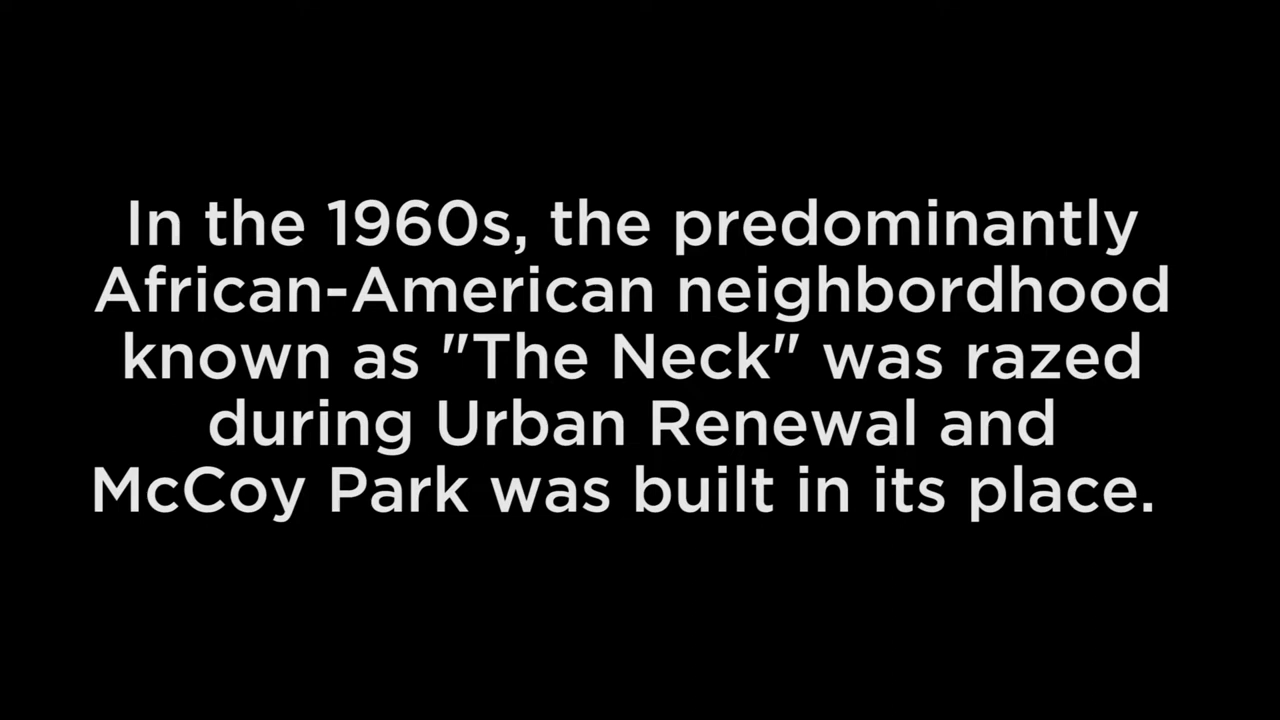 In the 1960s, the predominantly
African-American neighbordhood
known as "The Neck" was razed
during Urban Renewal and
McCoy Park was built in its place.